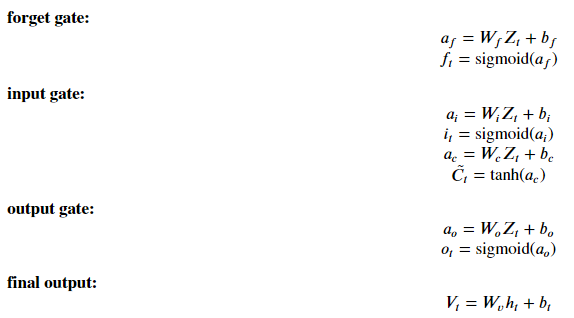 forget gate:
a_f = W_f Z_t + b_f
f_t = sigmoid(a_f)
input gate:
a_i = W_i Z_t + b_i
i_t = sigmoid(a_i)
a_c = W_c Z_t + b_c
C̃_t = tanh(a_c)
output gate:
a_o = W_o Z_t + b_o
o_t = sigmoid(a_o)
final output:
V_t = W_v h_t + b_t